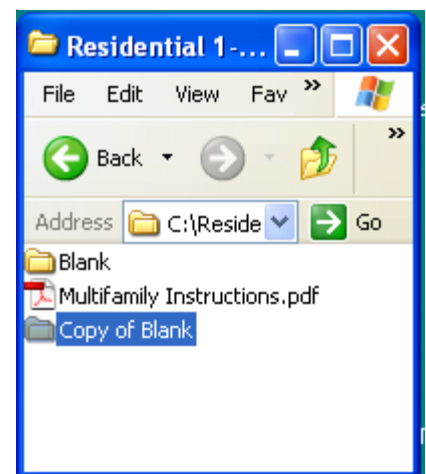 Residential 1-...
File Edit View Fav »
Back »
Address C:\Reside Go
Blank
Multifamily Instructions.pdf
Copy of Blank